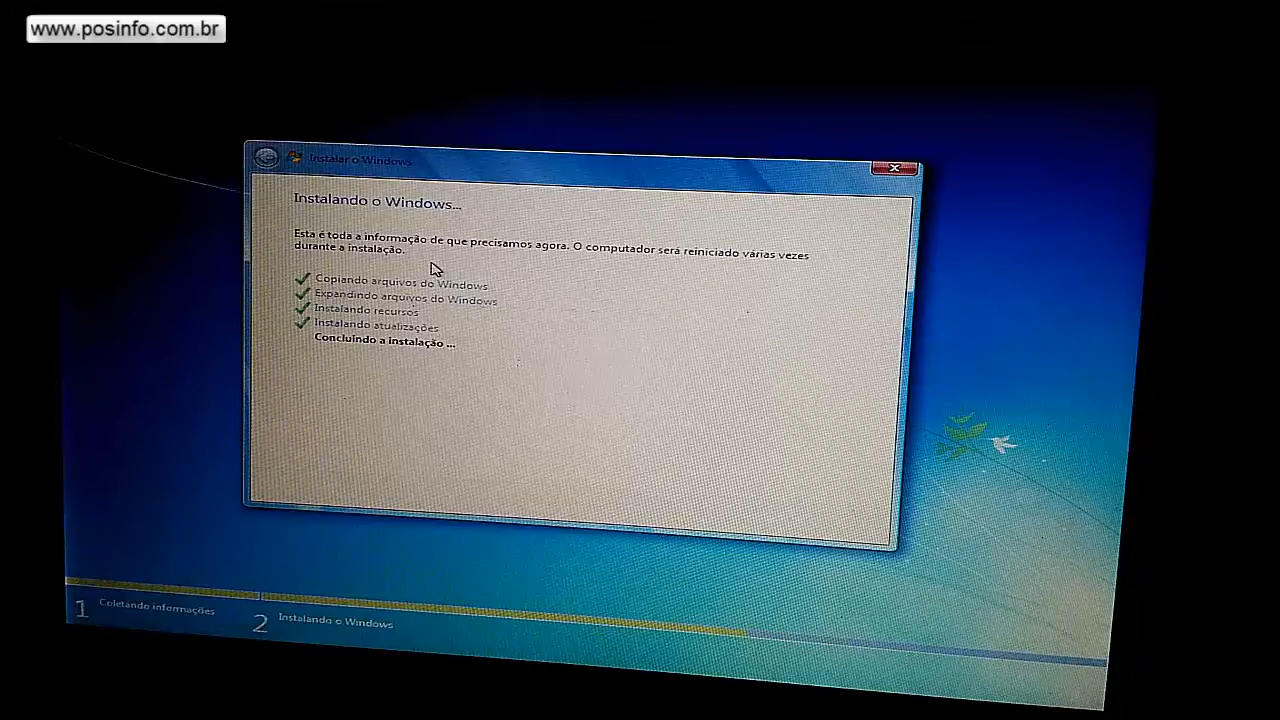 www.posinfo.com.br
Instalar o Windows
Instalando o Windows...
Esta é toda a informação de que precisamos agora. O computador será reiniciado várias vezes
durante a instalação.
Copiando arquivos do Windows
Expandindo arquivos do Windows
Instalando recursos
Instalando atualizações
Concluindo a instalação ...
1 Coletando informações
2 Instalando o Windows